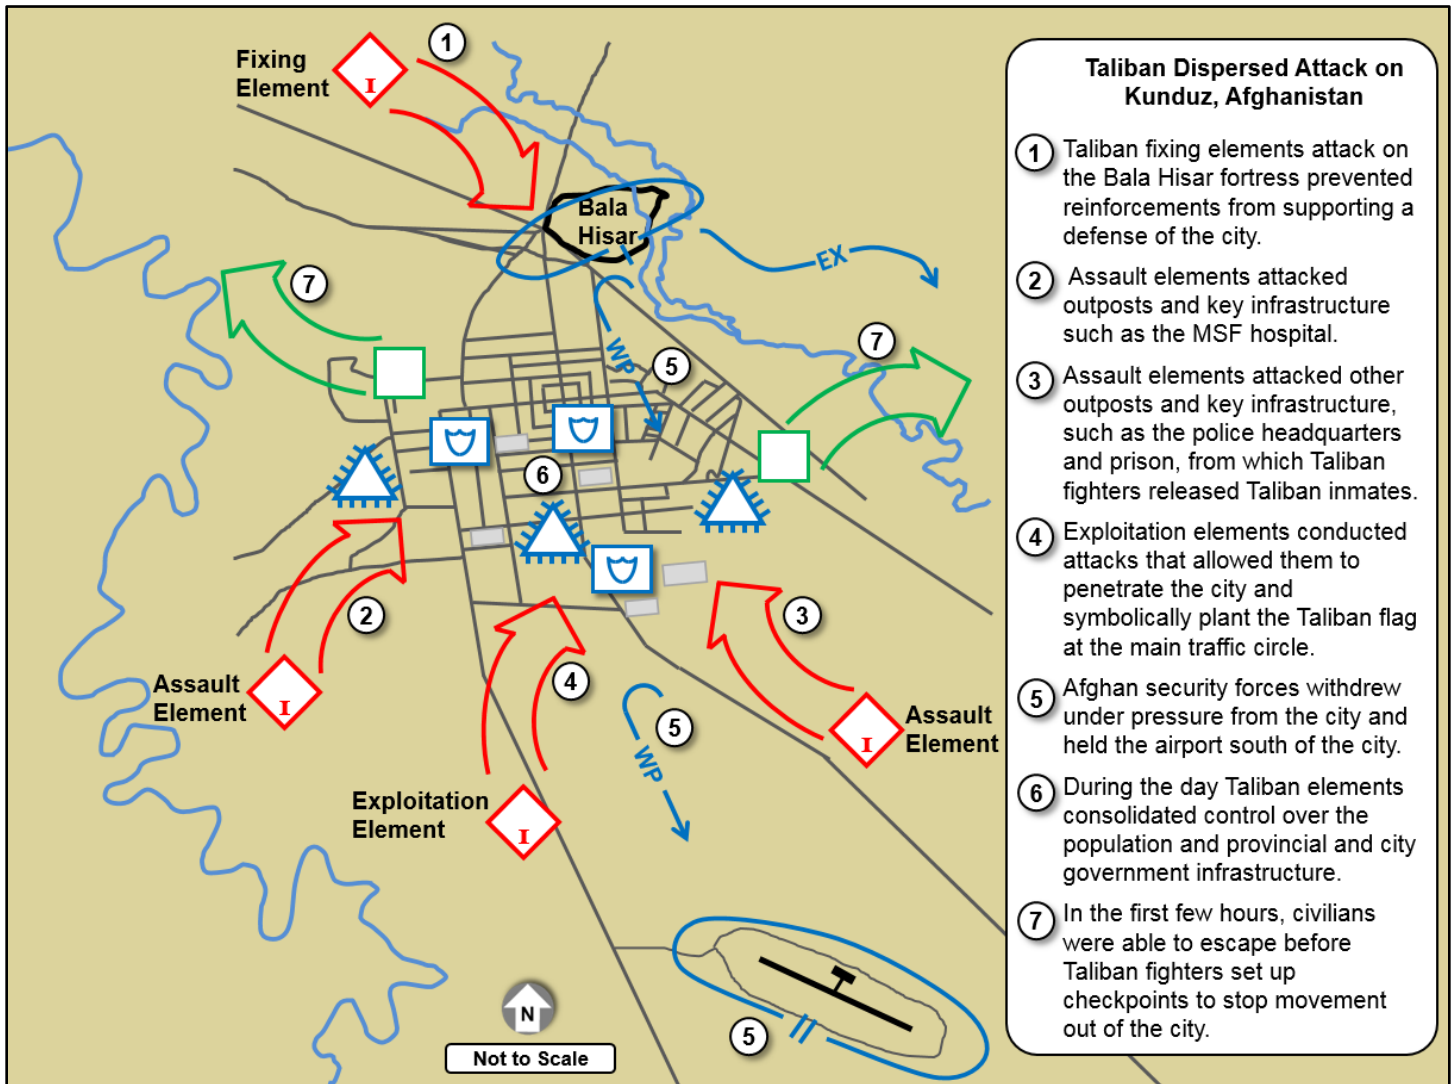 Fixing
Element
I
1
Bala
Hisar
EX
7
WP
5
7
6
2
3
4
Assault
Element
I
5
WP
Assault
Element
I
Exploitation
Element
I
N
Not to Scale
5
Taliban Dispersed Attack on
Kunduz, Afghanistan
1 Taliban fixing elements attack on
the Bala Hisar fortress prevented
reinforcements from supporting a
defense of the city.
2 Assault elements attacked
outposts and key infrastructure
such as the MSF hospital.
3 Assault elements attacked other
outposts and key infrastructure,
such as the police headquarters
and prison, from which Taliban
fighters released Taliban inmates.
4 Exploitation elements conducted
attacks that allowed them to
penetrate the city and
symbolically plant the Taliban flag
at the main traffic circle.
5 Afghan security forces withdrew
under pressure from the city and
held the airport south of the city.
6 During the day Taliban elements
consolidated control over the
population and provincial and city
government infrastructure.
7 In the first few hours, civilians
were able to escape before
Taliban fighters set up
checkpoints to stop movement
out of the city.